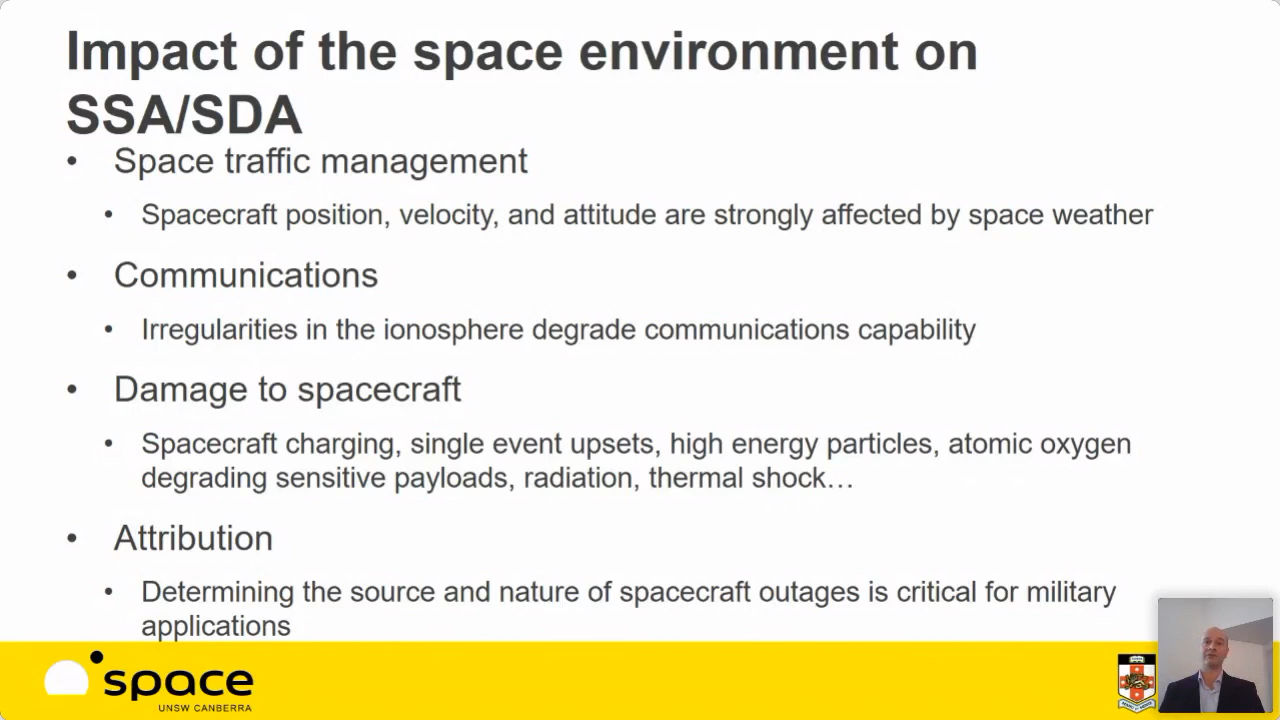 Impact of the space environment on
SSA/SDA
• Space traffic management
• Spacecraft position, velocity, and attitude are strongly affected by space weather
• Communications
• Irregularities in the ionosphere degrade communications capability
• Damage to spacecraft
• Spacecraft charging, single event upsets, high energy particles, atomic oxygen
degrading sensitive payloads, radiation, thermal shock…
• Attribution
• Determining the source and nature of spacecraft outages is critical for military
applications
space
UNSW CANBERRA